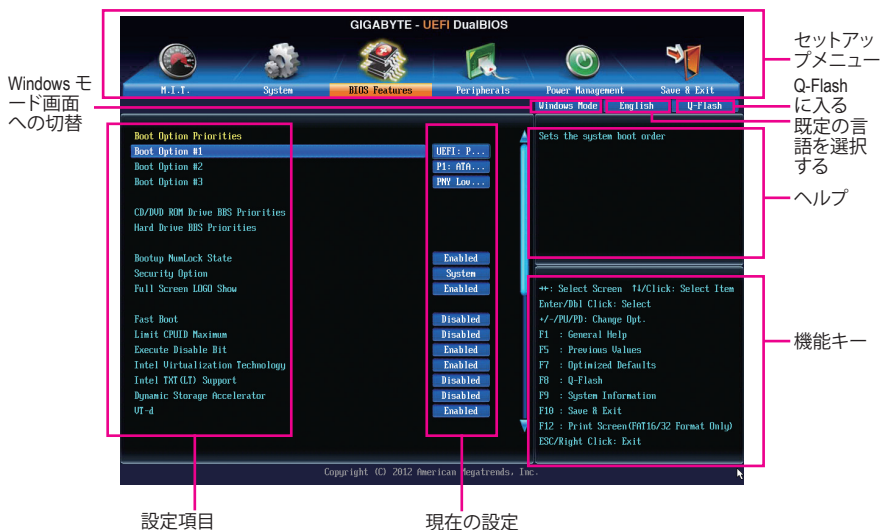 GIGABYTE - UEFI DualBIOS
M.I.T.
System
BIOS Features
Peripherals
Power Management
Save & Exit
セットアッ
プメニュー
Windows モ
ード画面
への切替
Windows Mode
English
Q-Flash
Q-Flash
に入る
既定の言
語を選択
する
Boot Option Priorities
Boot Option #1 UEFI: P...
Boot Option #2 P1: ATA...
Boot Option #3 PNY Lov...
CD/DVD ROM Drive BBS Priorities
Hard Drive BBS Priorities
Bootup NumLock State Enabled
Security Option System
Full Screen LOGO Show Enabled
Fast Boot Disabled
Limit CPUID Maximum Disabled
Execute Disable Bit Enabled
Intel Virtualization Technology Enabled
Intel TXT(LT) Support Disabled
Dynamic Storage Accelerator Disabled
VT-d Enabled
Sets the system boot order
ヘルプ
→←: Select Screen ↑↓/Click: Select Item
Enter/Dbl Click: Select
+/-/PU/PD: Change Opt.
F1 : General Help
F5 : Previous Values
F7 : Optimized Defaults
F8 : Q-Flash
F9 : System Information
F10 : Save & Exit
F12 : Print Screen(FAT16/32 Format Only)
ESC/Right Click: Exit
機能キー
Copyright (C) 2012 American Megatrends, Inc.
設定項目
現在の設定